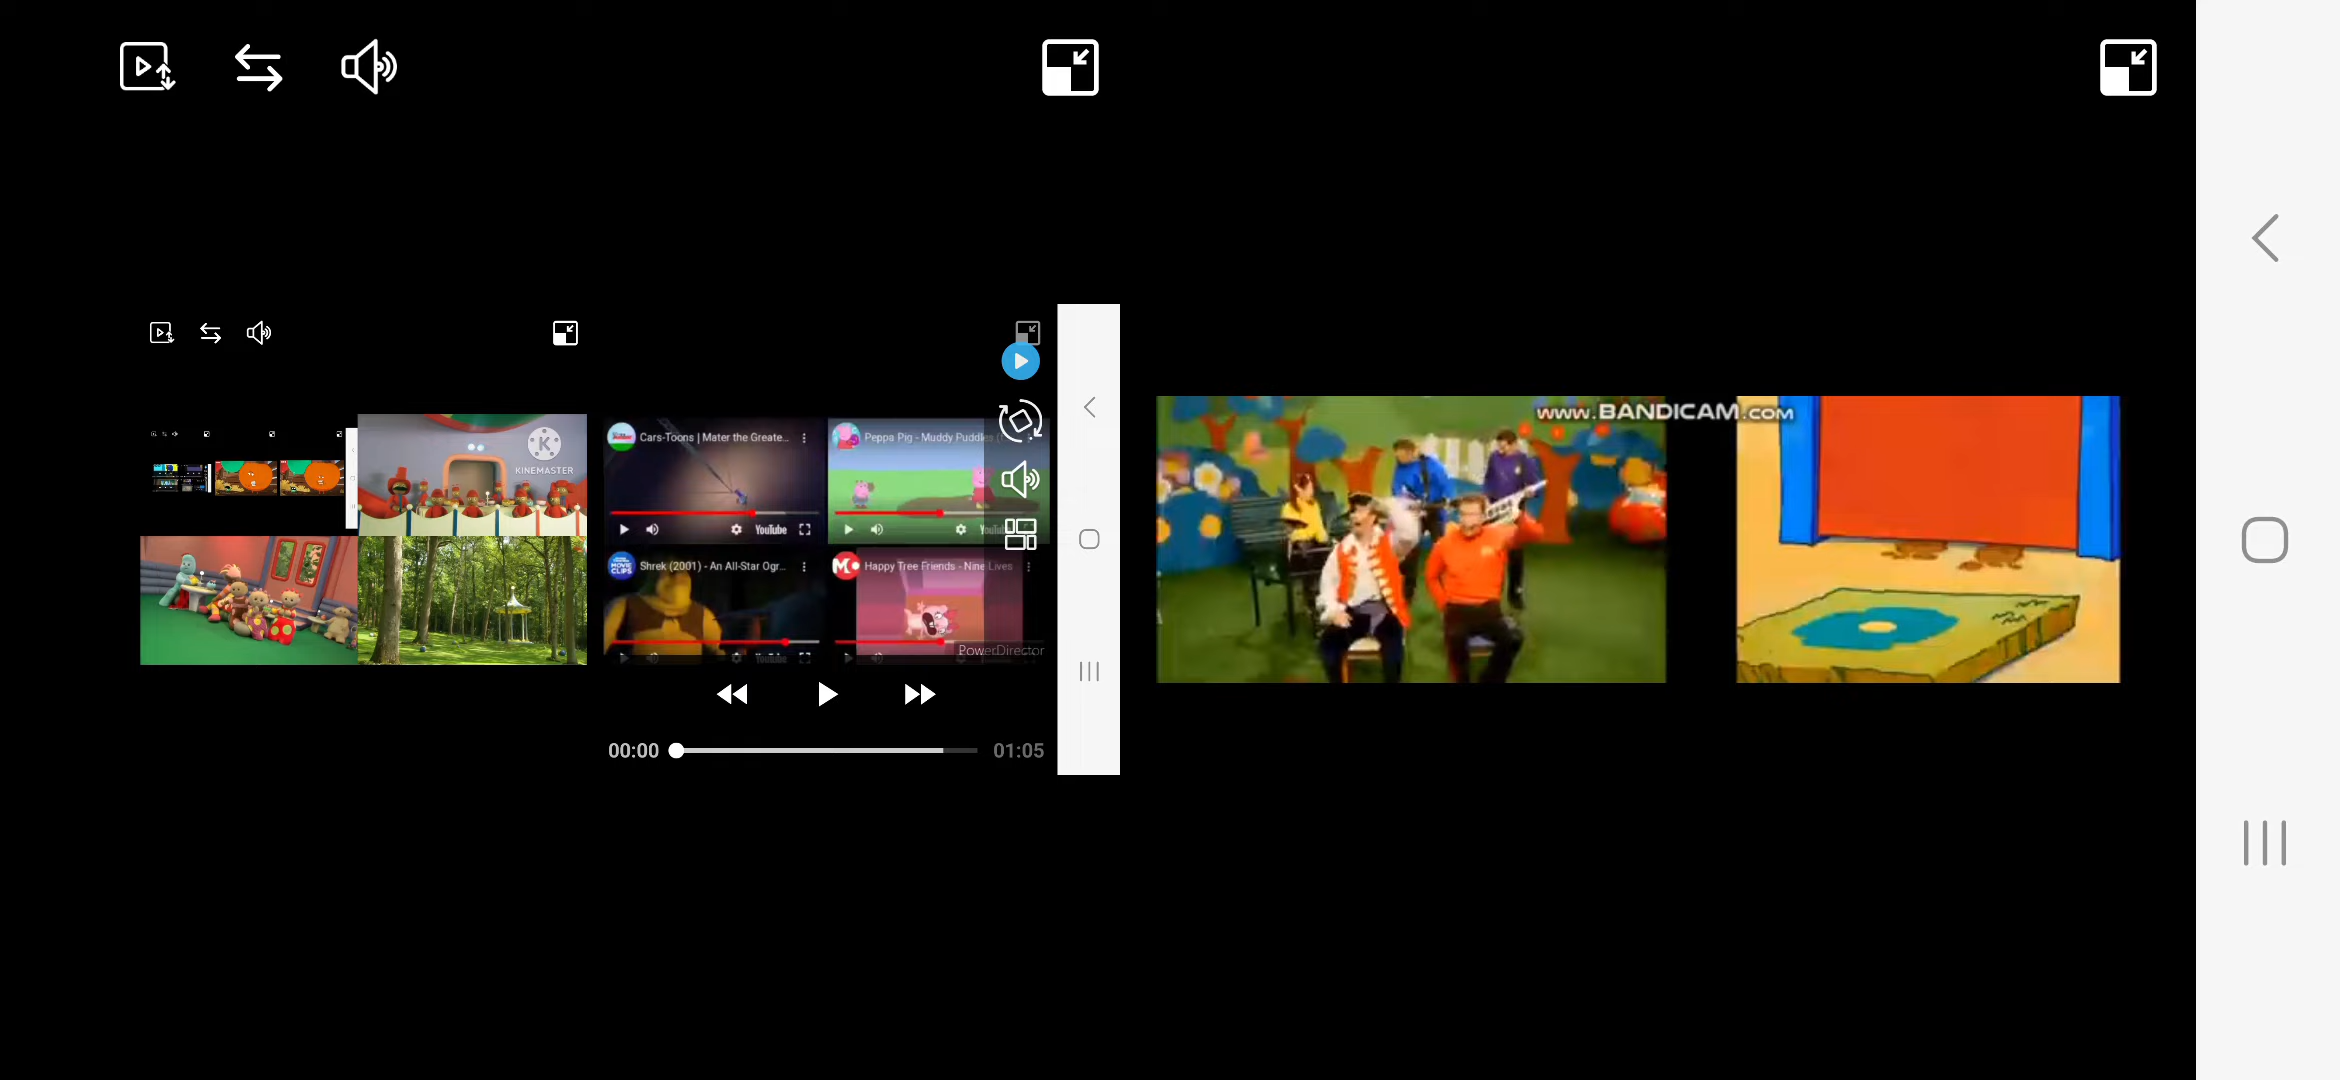 www.BANDICAM.com
KINEMASTER
Cars-Toons | Mater the Greate...
Peppa Pig - Muddy Puddles
YouTube
Shrek (2001) - An All-Star Ogr...
Happy Tree Friends - Nine Lives
PowerDirector
00:00
01:05